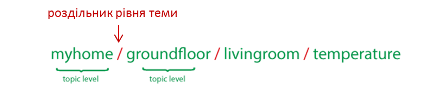 роздільник рівня теми
myhome / groundfloor / livingroom / temperature
topic level topic level